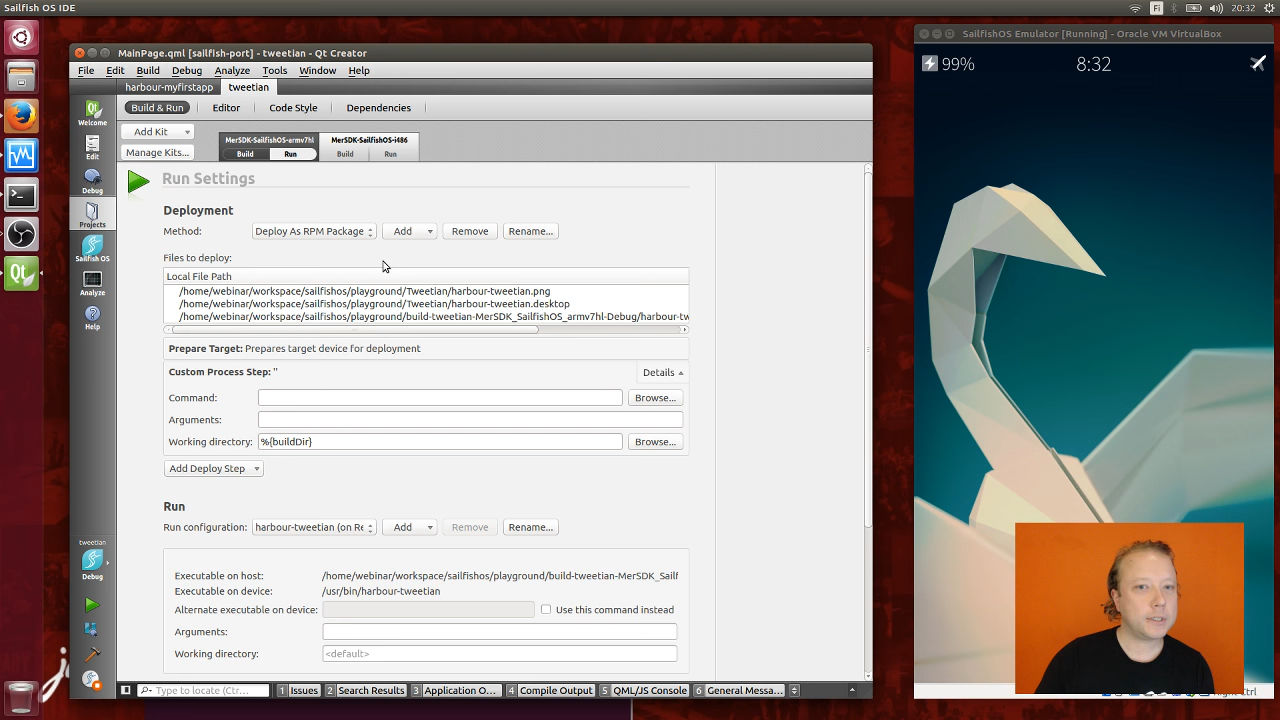 Sailfish OS IDE
Fi
20:32
MainPage.qml [sailfish-port] - tweetian - Qt Creator
File Edit Build Debug Analyze Tools Window Help
harbour-myfirstapp tweetian
Build & Run Editor Code Style Dependencies
Add Kit
Manage Kits...
MerSDK-SailfishOS-armv7hl
Build Run
MerSDK-SailfishOS-i486
Build Run
Welcome
Edit
Debug
Projects
Sailfish OS
Analyze
Help
Run Settings
Deployment
Method: Deploy As RPM Package Add Remove Rename...
Files to deploy:
Local File Path
/home/webinar/workspace/sailfishos/playground/Tweetian/harbour-tweetian.png
/home/webinar/workspace/sailfishos/playground/Tweetian/harbour-tweetian.desktop
/home/webinar/workspace/sailfishos/playground/build-tweetian-MerSDK_SailfishOS_armv7hl-Debug/harbour-tw
Prepare Target: Prepares target device for deployment
Custom Process Step: ''
Details
Command: Browse...
Arguments:
Working directory: %{buildDir} Browse...
Add Deploy Step
Run
Run configuration: harbour-tweetian (on Re Add Remove Rename...
Executable on host: /home/webinar/workspace/sailfishos/playground/build-tweetian-MerSDK_Sailf
Executable on device: /usr/bin/harbour-tweetian
Alternate executable on device: Use this command instead
Arguments:
Working directory: <default>
tweetian
Debug
Type to locate (Ctr... 1 Issues 2 Search Results 3 Application O... 4 Compile Output 5 QML/JS Console 6 General Messa...
SailfishOS Emulator [Running] - Oracle VM VirtualBox
99% 8:32
Right Ctrl